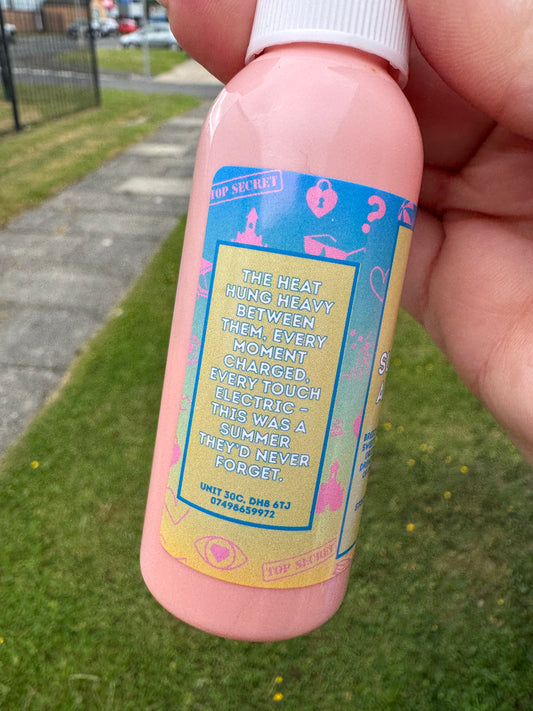 TOP SECRET
?
THE HEAT
HUNG HEAVY
BETWEEN
THEM, EVERY
MOMENT
CHARGED,
EVERY TOUCH
ELECTRIC –
THIS WAS A
SUMMER
THEY'D NEVER
FORGET.
UNIT 30C, DH8 6TJ
07498659972
TOP SECRET